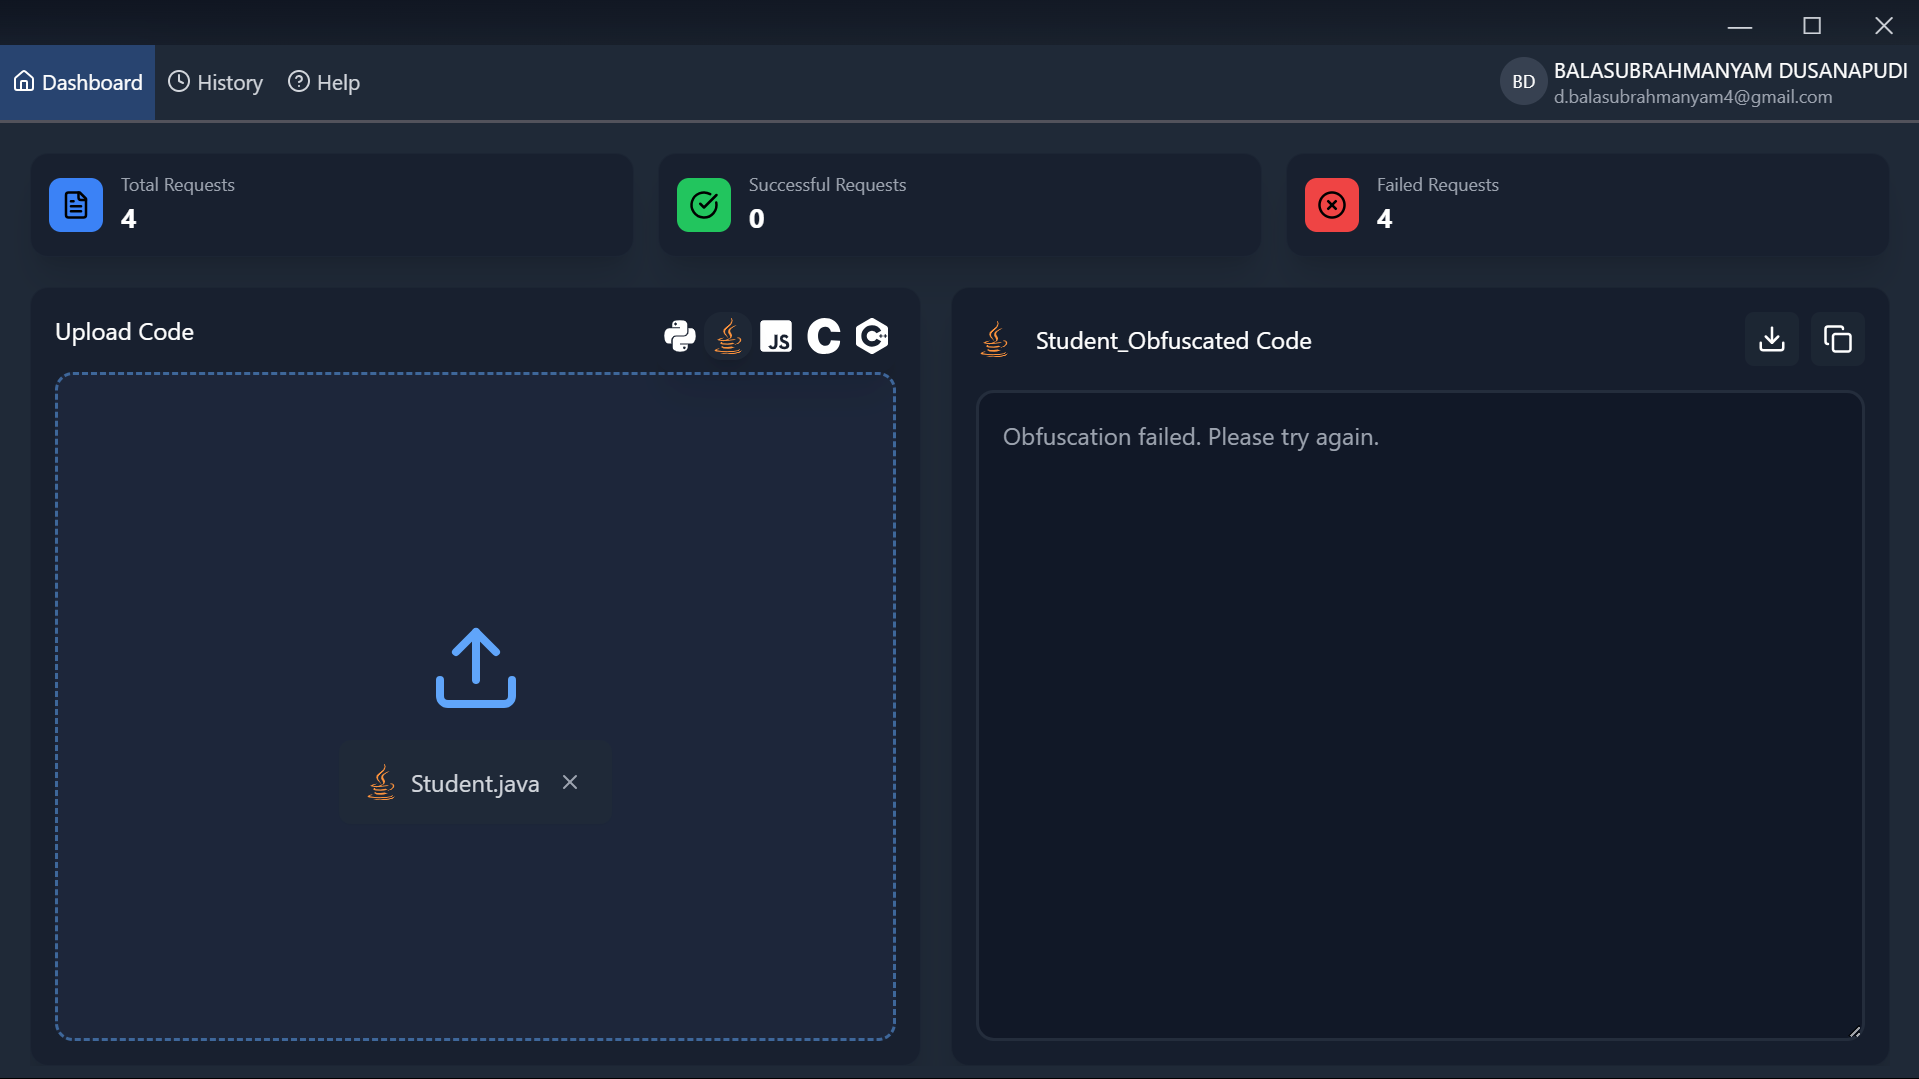 Dashboard
History
Help
BD
BALASUBRAHMANYAM DUSANAPUDI
d.balasubrahmanyam4@gmail.com
Total Requests
4
Successful Requests
0
Failed Requests
4
Upload Code
JS
C
C++
Student_Obfuscated Code
Obfuscation failed. Please try again.
Student.java